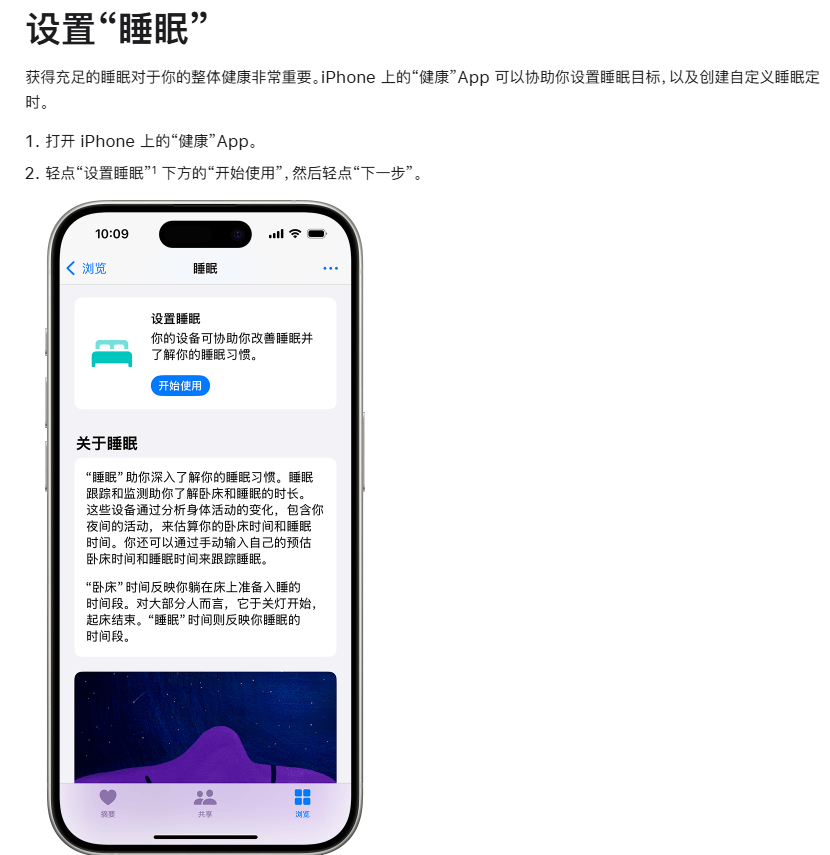 设置“睡眠”
获得充足的睡眠对于你的整体健康非常重要。iPhone 上的“健康”App 可以协助你设置睡眠目标，以及创建自定义睡眠定
时。
1. 打开 iPhone 上的“健康”App。
2. 轻点“设置睡眠”1 下方的“开始使用”，然后轻点“下一步”。
10:09
浏览
睡眠
设置睡眠
你的设备可协助你改善睡眠并
了解你的睡眠习惯。
开始使用
关于睡眠
“睡眠”助你深入了解你的睡眠习惯。睡眠
跟踪和监测助你了解卧床和睡眠的时长。
这些设备通过分析身体活动的变化，包含你
夜间的活动，来估算你的卧床时间和睡眠
时间。你还可以通过手动输入自己的预估
卧床时间和睡眠时间来跟踪睡眠。
“卧床”时间反映你躺在床上准备入睡的
时间段。对大部分人而言，它于关灯开始，
起床结束。“睡眠”时间则反映你睡眠的
时间段。
摘要
共享
浏览